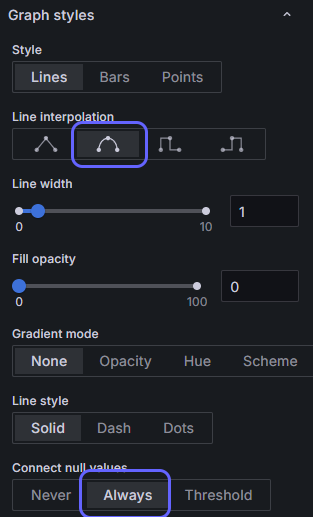 Graph styles
Style
Lines Bars Points
Line interpolation
Line width
0 10 1
Fill opacity
0 100 0
Gradient mode
None Opacity Hue Scheme
Line style
Solid Dash Dots
Connect null values
Never Always Threshold